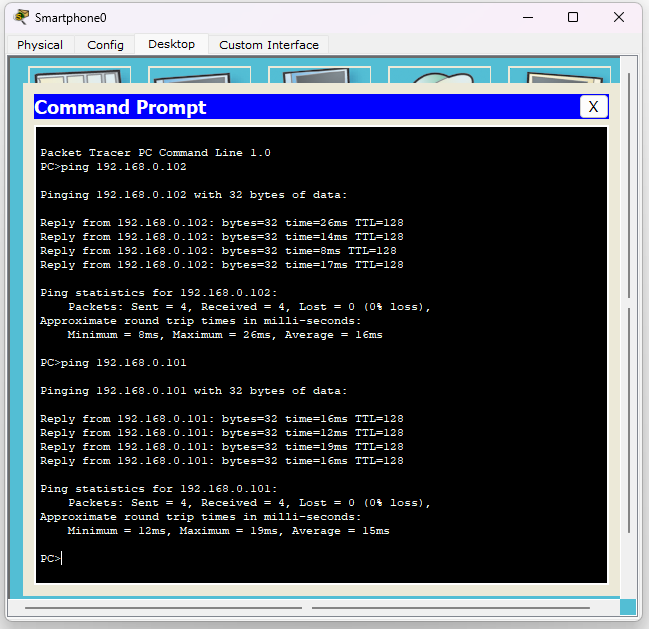 Smartphone0
Physical Config Desktop Custom Interface
Command Prompt X
Packet Tracer PC Command Line 1.0
PC>ping 192.168.0.102
Pinging 192.168.0.102 with 32 bytes of data:
Reply from 192.168.0.102: bytes=32 time=26ms TTL=128
Reply from 192.168.0.102: bytes=32 time=14ms TTL=128
Reply from 192.168.0.102: bytes=32 time=8ms TTL=128
Reply from 192.168.0.102: bytes=32 time=17ms TTL=128
Ping statistics for 192.168.0.102:
Packets: Sent = 4, Received = 4, Lost = 0 (0% loss),
Approximate round trip times in milli-seconds:
Minimum = 8ms, Maximum = 26ms, Average = 16ms
PC>ping 192.168.0.101
Pinging 192.168.0.101 with 32 bytes of data:
Reply from 192.168.0.101: bytes=32 time=16ms TTL=128
Reply from 192.168.0.101: bytes=32 time=12ms TTL=128
Reply from 192.168.0.101: bytes=32 time=19ms TTL=128
Reply from 192.168.0.101: bytes=32 time=16ms TTL=128
Ping statistics for 192.168.0.101:
Packets: Sent = 4, Received = 4, Lost = 0 (0% loss),
Approximate round trip times in milli-seconds:
Minimum = 12ms, Maximum = 19ms, Average = 15ms
PC>